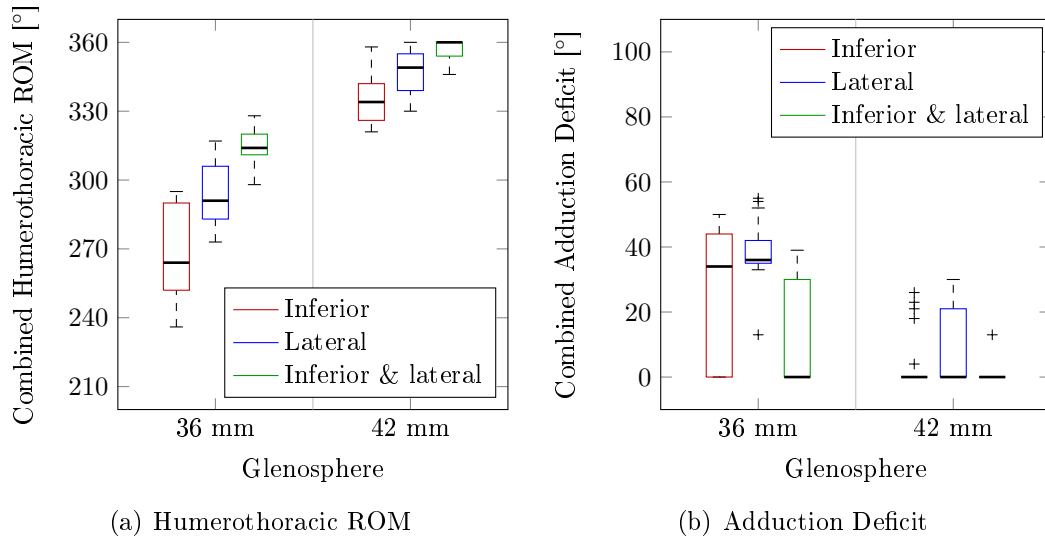 Combined Humerothoracic ROM [°]
360
330
300
270
240
210
Inferior
Lateral
Inferior & lateral
36 mm
42 mm
Glenosphere
(a) Humerothoracic ROM
Combined Adduction Deficit [°]
100
80
60
40
20
0
Inferior
Lateral
Inferior & lateral
36 mm
42 mm
Glenosphere
(b) Adduction Deficit